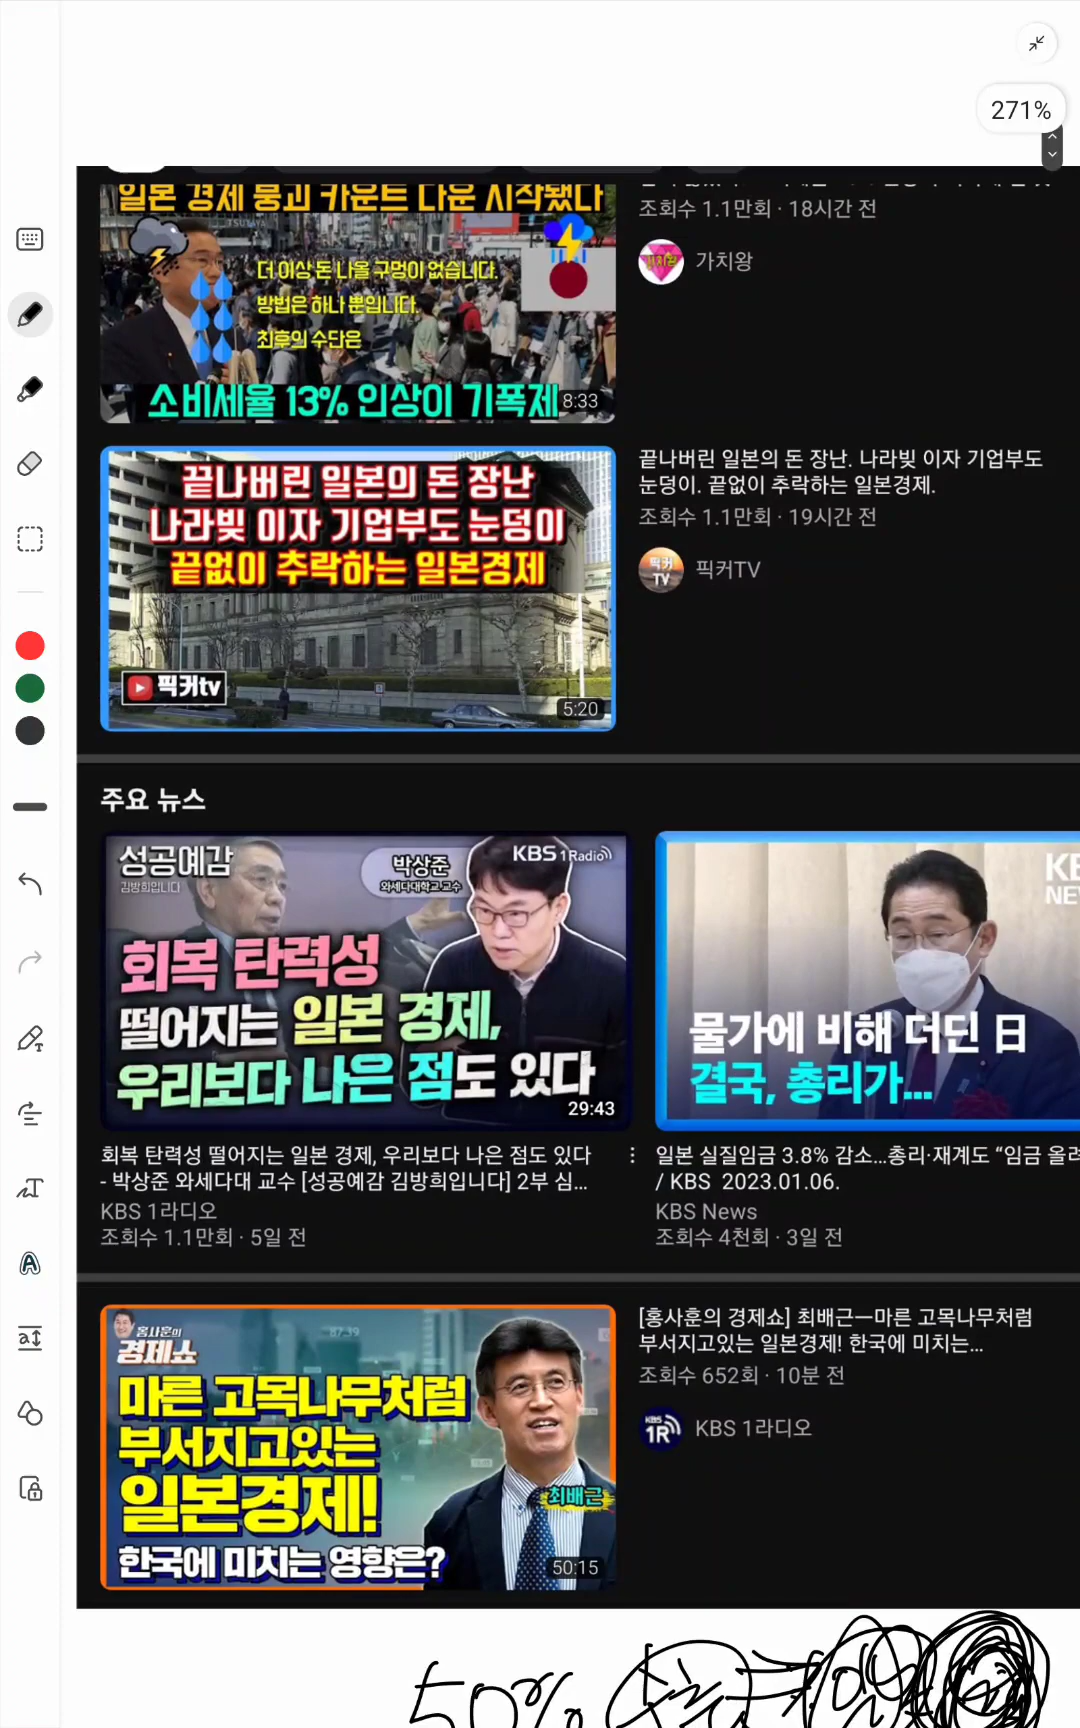 271%
일본 경제 붕괴 카운트 다운 시작됐다
더 이상 돈 나올 구멍이 없습니다.
방법은 하나 뿐입니다.
최후의 수단은
소비세율 13% 인상이 기폭제
8:33
조회수 1.1만회 · 18시간 전
가치왕
끝나버린 일본의 돈 장난
나라빚 이자 기업부도 눈덩이
끝없이 추락하는 일본경제
픽커tv
5:20
끝나버린 일본의 돈 장난. 나라빚 이자 기업부도
눈덩이. 끝없이 추락하는 일본경제.
조회수 1.1만회 · 19시간 전
픽커
TV
픽커TV
주요 뉴스
성공예감
김방희입니다
박상준
와세다대학교 교수
KBS 1Radio
회복 탄력성
떨어지는 일본 경제,
우리보다 나은 점도 있다
29:43
회복 탄력성 떨어지는 일본 경제, 우리보다 나은 점도 있다
- 박상준 와세다대 교수 [성공예감 김방희입니다] 2부 심...
KBS 1라디오
조회수 1.1만회 · 5일 전
KB
NE
물가에 비해 더딘 日
결국, 총리가...
일본 실질임금 3.8% 감소...총리·재계도 “임금 올려
/ KBS 2023.01.06.
KBS News
조회수 4천회 · 3일 전
홍사훈의
경제쇼
87.39
마른 고목나무처럼
부서지고있는
일본경제!
한국에 미치는 영향은?
최배근
50:15
[홍사훈의 경제쇼] 최배근ㅡ마른 고목나무처럼
부서지고있는 일본경제! 한국에 미치는...
조회수 652회 · 10분 전
KBS
1R
KBS 1라디오
50%